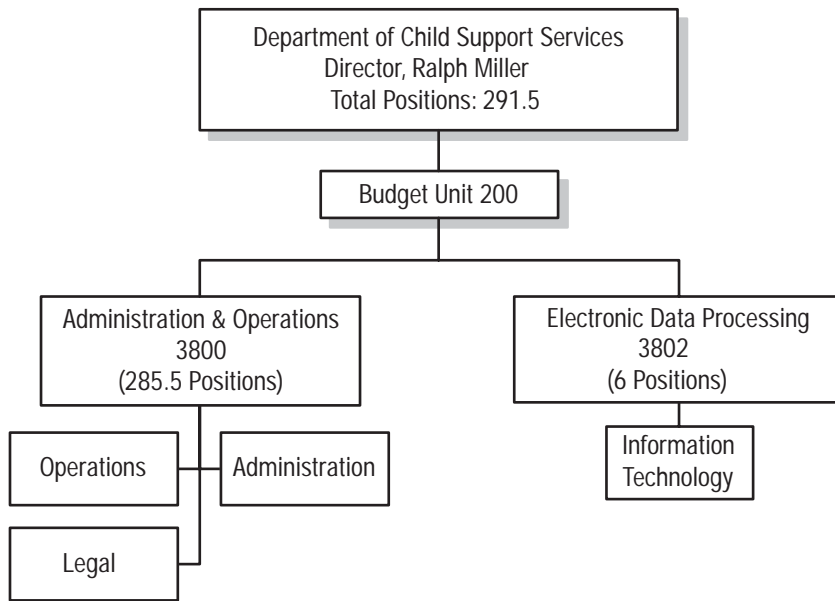 Department of Child Support Services
Director, Ralph Miller
Total Positions: 291.5
Budget Unit 200
Administration & Operations
3800
(285.5 Positions)
Electronic Data Processing
3802
(6 Positions)
Operations
Administration
Information
Technology
Legal